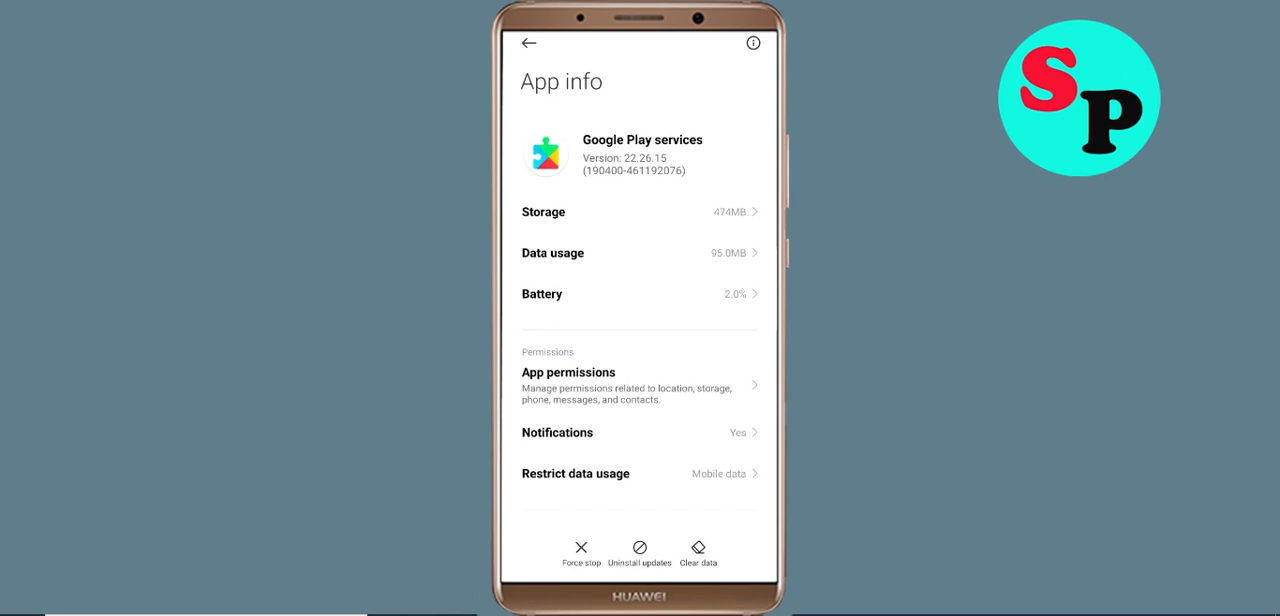 App info
Google Play services
Version: 22.26.15
(190400-461192076)
Storage 474MB
Data usage 95.0MB
Battery 2.0%
Permissions
App permissions
Manage permissions related to location, storage,
phone, messages, and contacts.
Notifications Yes
Restrict data usage Mobile data
Force stop Uninstall updates Clear data
HUAWEI
SP